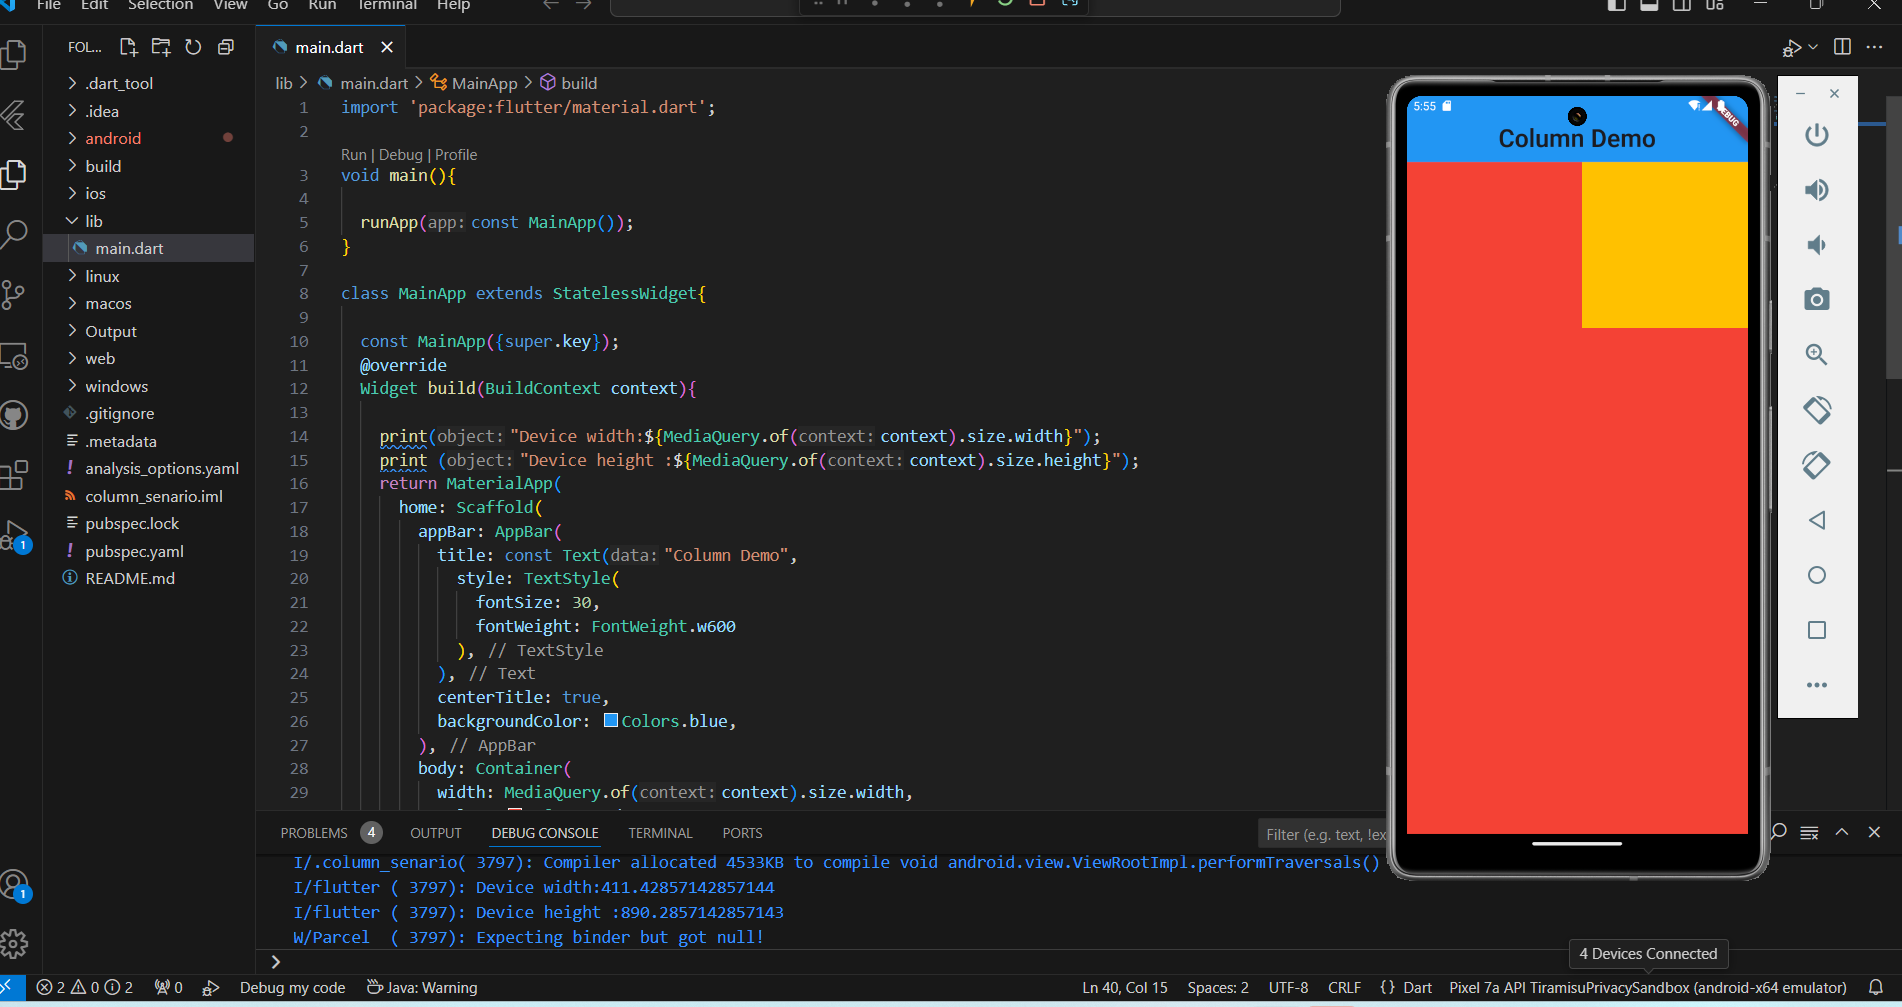 File Edit Selection View Go Run Terminal Help
FOL...
main.dart
.dart_tool
.idea
android
build
ios
lib
main.dart
linux
macos
Output
web
windows
.gitignore
.metadata
analysis_options.yaml
column_senario.iml
pubspec.lock
pubspec.yaml
README.md
1
1
lib > main.dart > MainApp > build
1 import 'package:flutter/material.dart';
2
Run | Debug | Profile
3 void main(){
4
5 runApp(app: const MainApp());
6 }
7
8 class MainApp extends StatelessWidget{
9
10 const MainApp({super.key});
11 @override
12 Widget build(BuildContext context){
13
14 print(object: "Device width:${MediaQuery.of(context: context).size.width}");
15 print (object: "Device height :${MediaQuery.of(context: context).size.height}");
16 return MaterialApp(
17 home: Scaffold(
18 appBar: AppBar(
19 title: const Text(data: "Column Demo",
20 style: TextStyle(
21 fontSize: 30,
22 fontWeight: FontWeight.w600
23 ), // TextStyle
24 ), // Text
25 centerTitle: true,
26 backgroundColor: Colors.blue,
27 ), // AppBar
28 body: Container(
29 width: MediaQuery.of(context: context).size.width,
5:55
DEBUG
Column Demo
PROBLEMS 4 OUTPUT DEBUG CONSOLE TERMINAL PORTS
Filter (e.g. text, !ex
I/.column_senario( 3797): Compiler allocated 4533KB to compile void android.view.ViewRootImpl.performTraversals()
I/flutter ( 3797): Device width:411.42857142857144
I/flutter ( 3797): Device height :890.2857142857143
W/Parcel ( 3797): Expecting binder but got null!
>
4 Devices Connected
2 0 2 0 Debug my code Java: Warning Ln 40, Col 15 Spaces: 2 UTF-8 CRLF {} Dart Pixel 7a API TiramisuPrivacySandbox (android-x64 emulator)